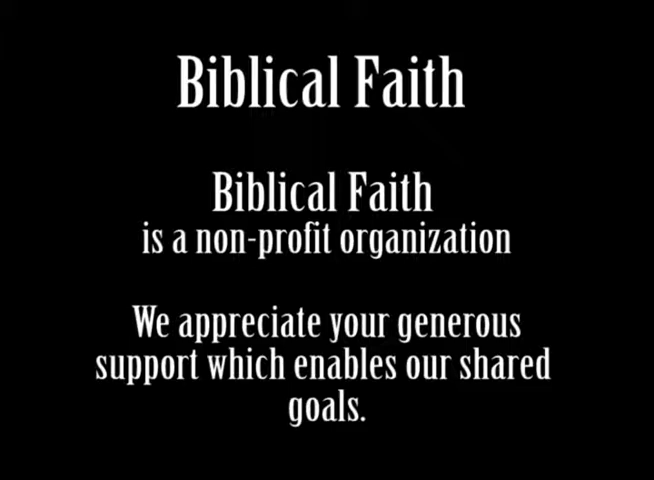 Biblical Faith
Biblical Faith
is a non-profit organization
We appreciate your generous
support which enables our shared
goals.